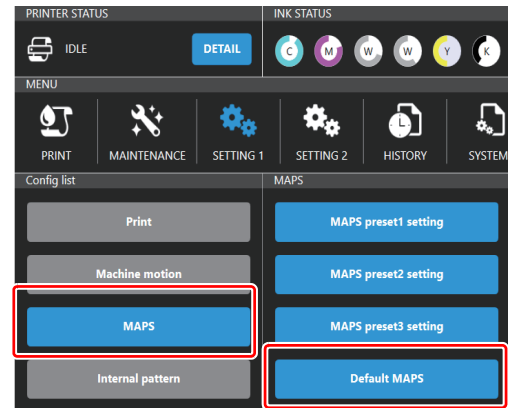 PRINTER STATUS
INK STATUS
IDLE
DETAIL
C M W W Y K
MENU
PRINT MAINTENANCE SETTING 1 SETTING 2 HISTORY SYSTEM
Config list
MAPS
Print
MAPS preset1 setting
Machine motion
MAPS preset2 setting
MAPS
MAPS preset3 setting
Internal pattern
Default MAPS